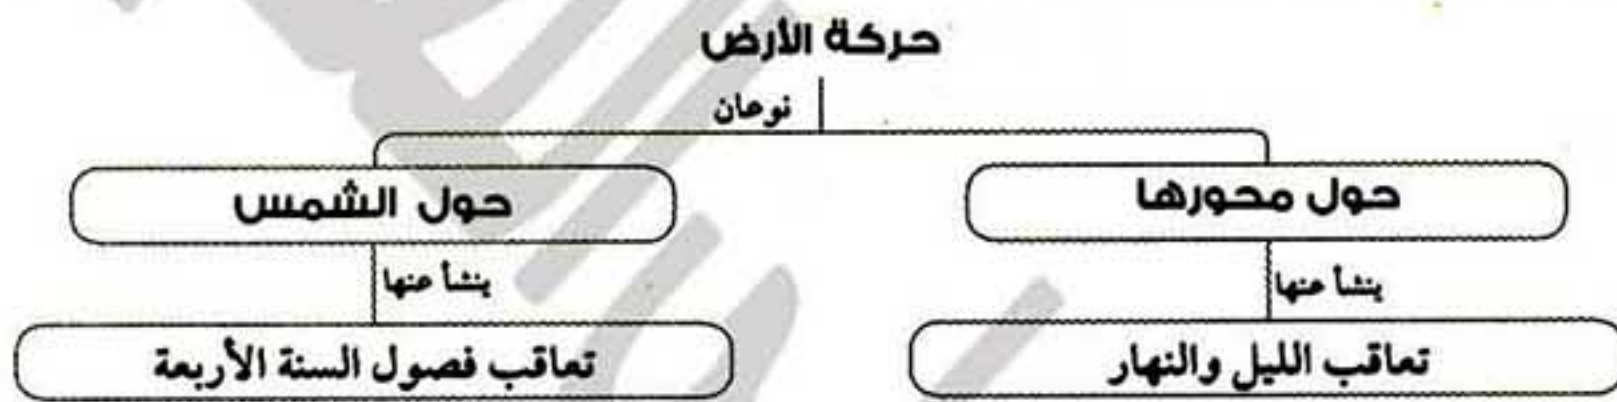 حركة الأرض
نوعان
حول محورها
حول الشمس
ينشأ عنها
ينشأ عنها
تعاقب الليل والنهار
تعاقب فصول السنة الأربعة